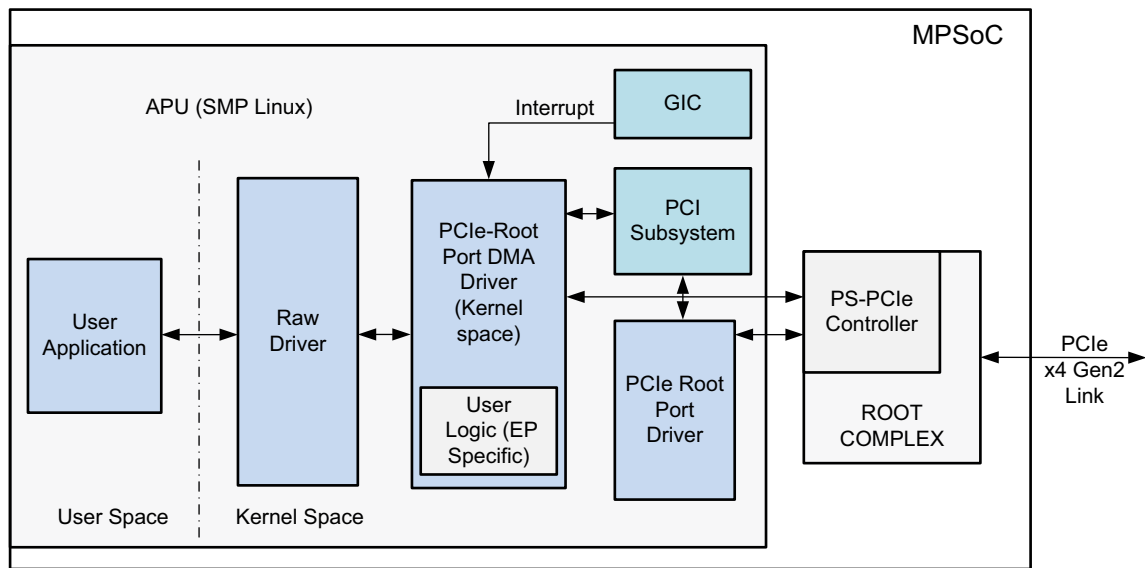 MPSoC
APU (SMP Linux)
Interrupt
GIC
PCI
Subsystem
PCIe-Root
Port DMA
Driver
(Kernel
space)
User
Logic (EP
Specific)
User
Application
Raw
Driver
PCIe Root
Port
Driver
PS-PCIe
Controller
ROOT
COMPLEX
PCIe
x4 Gen2
Link
User Space
Kernel Space